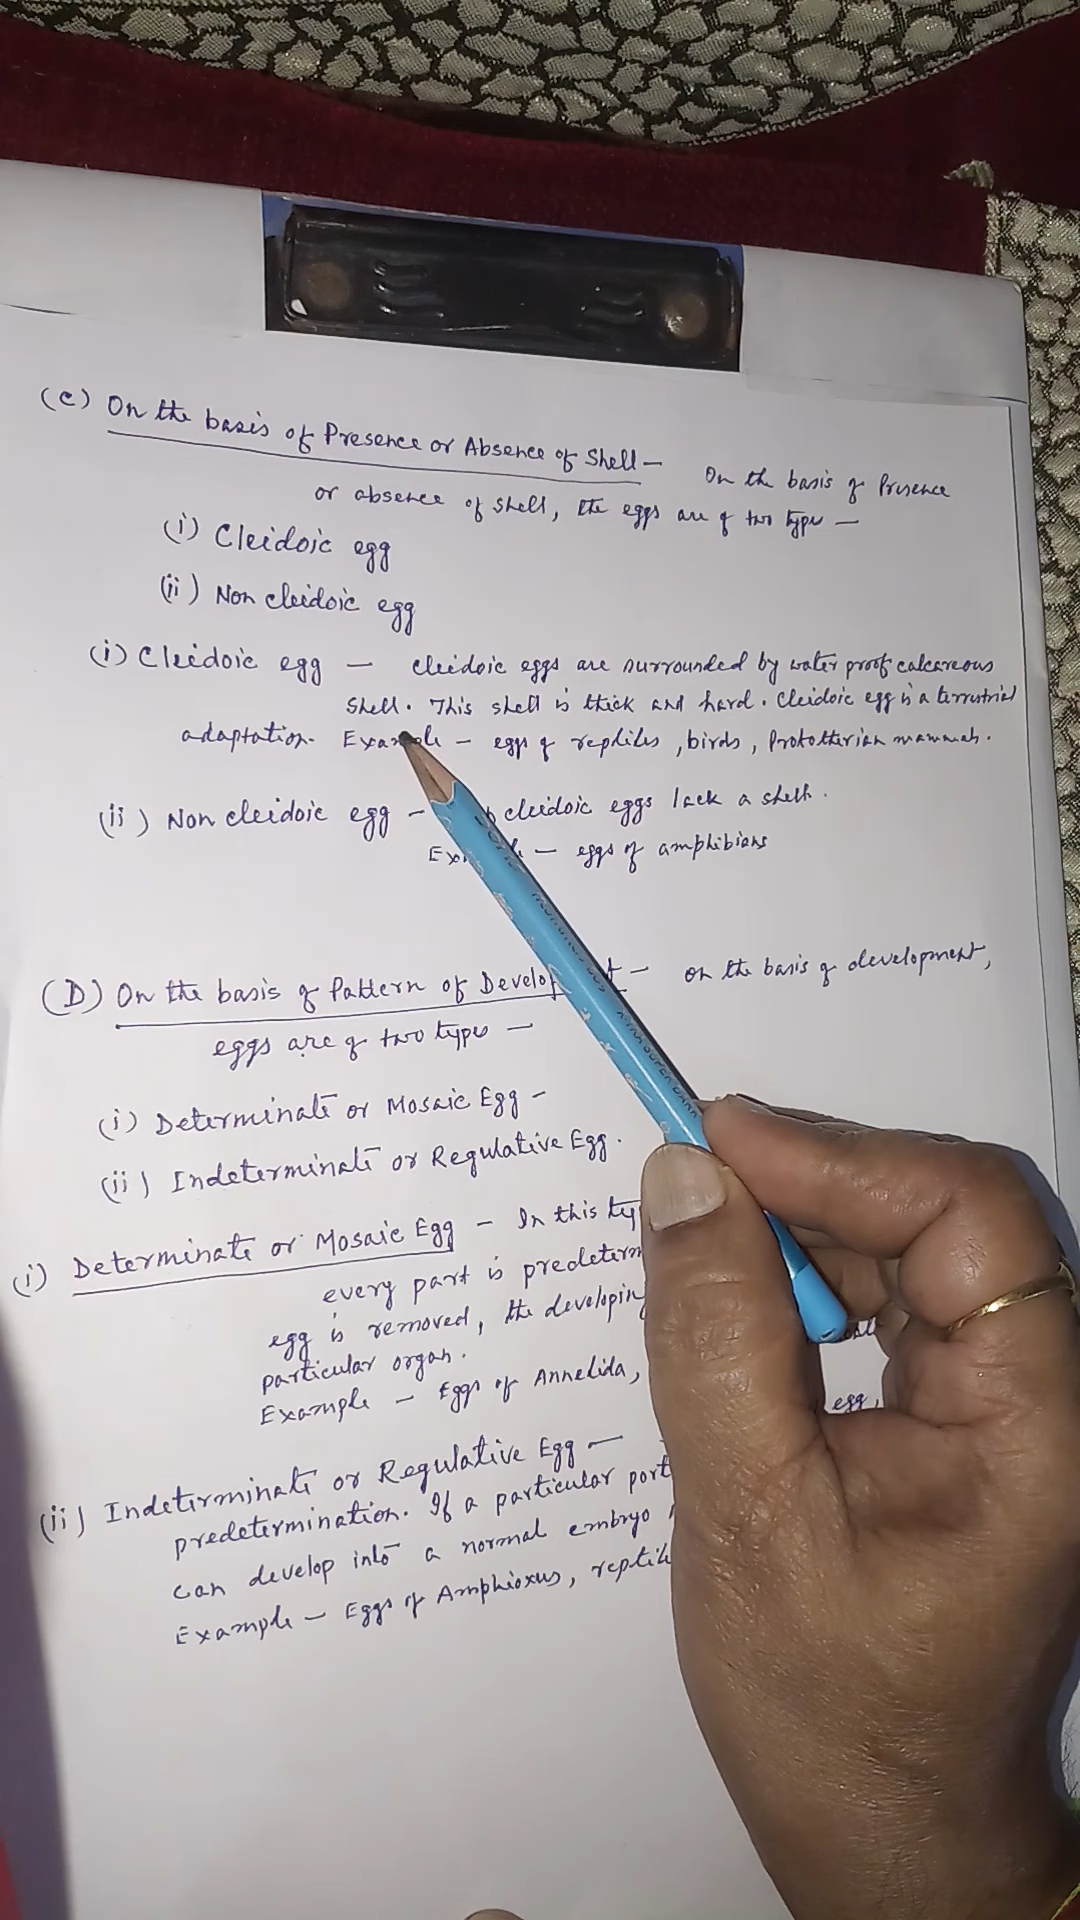 (C) On the basis of Presence or Absence of Shell – On the basis of Presence
or absence of shell, the eggs are of two types –
(i) Cleidoic egg
(ii) Non cleidoic egg
(i) Cleidoic egg – cleidoic eggs are surrounded by water proof calcareous
shell. This shell is thick and hard. Cleidoic egg is a terrestrial
adaptation. Example – eggs of reptiles, birds, Prototherian mammals.
(ii) Non cleidoic egg – cleidoic eggs lack a shell.
– eggs of amphibians
(D) On the basis of Pattern of – on the basis of development,
eggs are of two types –
(i) Determinate or Mosaic Egg –
(ii) Indeterminate or Regulative Egg.
(i) Determinate or Mosaic Egg – In this
every part is
egg is removed, the
particular organ.
Example – Eggs of Annelida,
egg,
(ii) Indeterminate or Regulative Egg –
predetermination. If a particular
can develop into a normal embryo
Example – Eggs of Amphioxus,